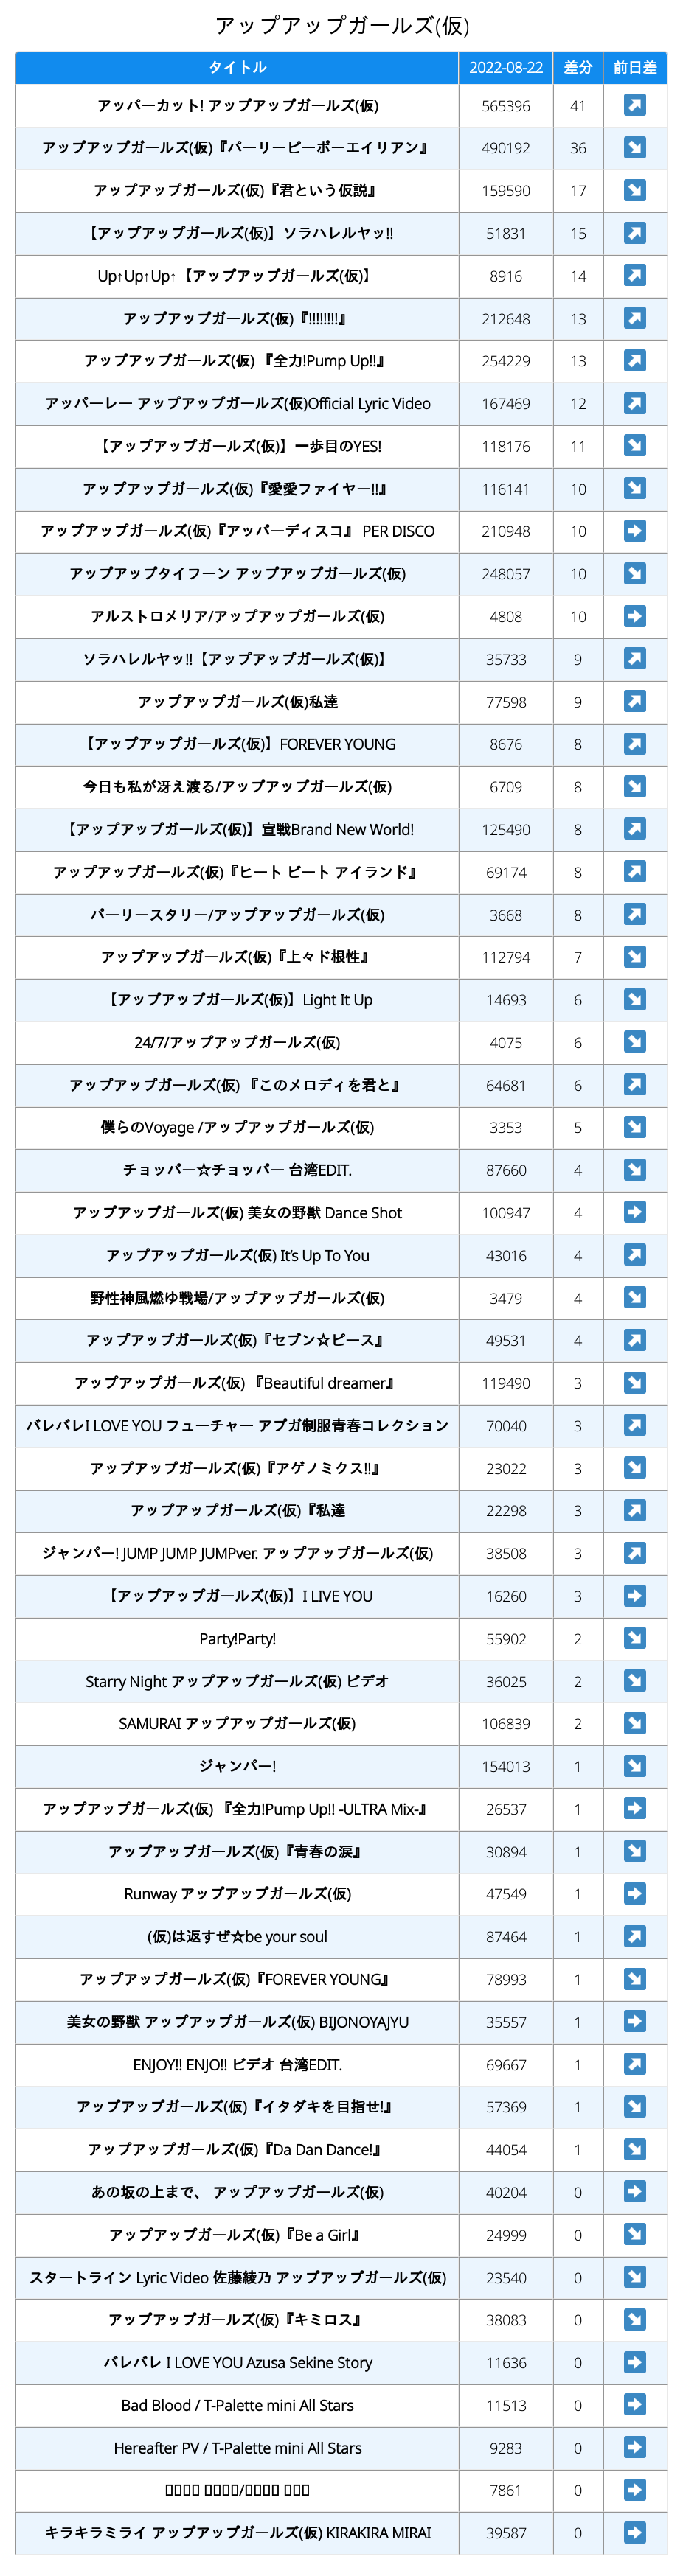 アップアップガールズ(仮)
タイトル 2022-08-22 差分 前日差
アッパーカット! アップアップガールズ(仮) 565396 41 ↗
アップアップガールズ(仮)『パーリーピーポーエイリアン』 490192 36 ↘
アップアップガールズ(仮)『君という仮説』 159590 17 ↘
【アップアップガールズ(仮)】ソラハレルヤッ!! 51831 15 ↗
Up↑Up↑Up↑【アップアップガールズ(仮)】 8916 14 ↗
アップアップガールズ(仮)『!!!!!!!!』 212648 13 ↗
アップアップガールズ(仮) 『全力!Pump Up!!』 254229 13 ↗
アッパーレー アップアップガールズ(仮)Official Lyric Video 167469 12 ↗
【アップアップガールズ(仮)】一歩目のYES! 118176 11 ↘
アップアップガールズ(仮)『愛愛ファイヤー!!』 116141 10 ↘
アップアップガールズ(仮)『アッパーディスコ』 PER DISCO 210948 10 ➡
アップアップタイフーン アップアップガールズ(仮) 248057 10 ↘
アルストロメリア/アップアップガールズ(仮) 4808 10 ➡
ソラハレルヤッ!!【アップアップガールズ(仮)】 35733 9 ↗
アップアップガールズ(仮)私達 77598 9 ↗
【アップアップガールズ(仮)】FOREVER YOUNG 8676 8 ↗
今日も私が冴え渡る/アップアップガールズ(仮) 6709 8 ↘
【アップアップガールズ(仮)】宣戦Brand New World! 125490 8 ↗
アップアップガールズ(仮)『ヒート ビート アイランド』 69174 8 ↗
パーリースタリー/アップアップガールズ(仮) 3668 8 ↗
アップアップガールズ(仮)『上々ド根性』 112794 7 ↘
【アップアップガールズ(仮)】Light It Up 14693 6 ↘
24/7/アップアップガールズ(仮) 4075 6 ↘
アップアップガールズ(仮) 『このメロディを君と』 64681 6 ↗
僕らのVoyage /アップアップガールズ(仮) 3353 5 ↘
チョッパー☆チョッパー 台湾EDIT. 87660 4 ↘
アップアップガールズ(仮) 美女の野獣 Dance Shot 100947 4 ➡
アップアップガールズ(仮) It's Up To You 43016 4 ↗
野性神風燃ゆ戦場/アップアップガールズ(仮) 3479 4 ↘
アップアップガールズ(仮)『セブン☆ピース』 49531 4 ↗
アップアップガールズ(仮) 『Beautiful dreamer』 119490 3 ↘
バレバレI LOVE YOU フューチャー アプガ制服青春コレクション 70040 3 ↗
アップアップガールズ(仮)『アゲノミクス!!』 23022 3 ↘
アップアップガールズ(仮)『私達 22298 3 ↗
ジャンパー! JUMP JUMP JUMPver. アップアップガールズ(仮) 38508 3 ↗
【アップアップガールズ(仮)】I LIVE YOU 16260 3 ➡
Party!Party! 55902 2 ↘
Starry Night アップアップガールズ(仮) ビデオ 36025 2 ↘
SAMURAI アップアップガールズ(仮) 106839 2 ↘
ジャンパー! 154013 1 ↘
アップアップガールズ(仮) 『全力!Pump Up!! -ULTRA Mix-』 26537 1 ➡
アップアップガールズ(仮)『青春の涙』 30894 1 ↘
Runway アップアップガールズ(仮) 47549 1 ➡
(仮)は返すぜ☆be your soul 87464 1 ↗
アップアップガールズ(仮)『FOREVER YOUNG』 78993 1 ↘
美女の野獣 アップアップガールズ(仮) BIJONOYAJYU 35557 1 ➡
ENJOY!! ENJO!! ビデオ 台湾EDIT. 69667 1 ↗
アップアップガールズ(仮)『イタダキを目指せ!』 57369 1 ↘
アップアップガールズ(仮)『Da Dan Dance!』 44054 1 ↘
あの坂の上まで、 アップアップガールズ(仮) 40204 0 ➡
アップアップガールズ(仮)『Be a Girl』 24999 0 ↘
スタートライン Lyric Video 佐藤綾乃 アップアップガールズ(仮) 23540 0 ↘
アップアップガールズ(仮)『キミロス』 38083 0 ↘
バレバレ I LOVE YOU Azusa Sekine Story 11636 0 ➡
Bad Blood / T-Palette mini All Stars 11513 0 ➡
Hereafter PV / T-Palette mini All Stars 9283 0 ➡
/ 7861 0 ➡
キラキラミライ アップアップガールズ(仮) KIRAKIRA MIRAI 39587 0 ➡